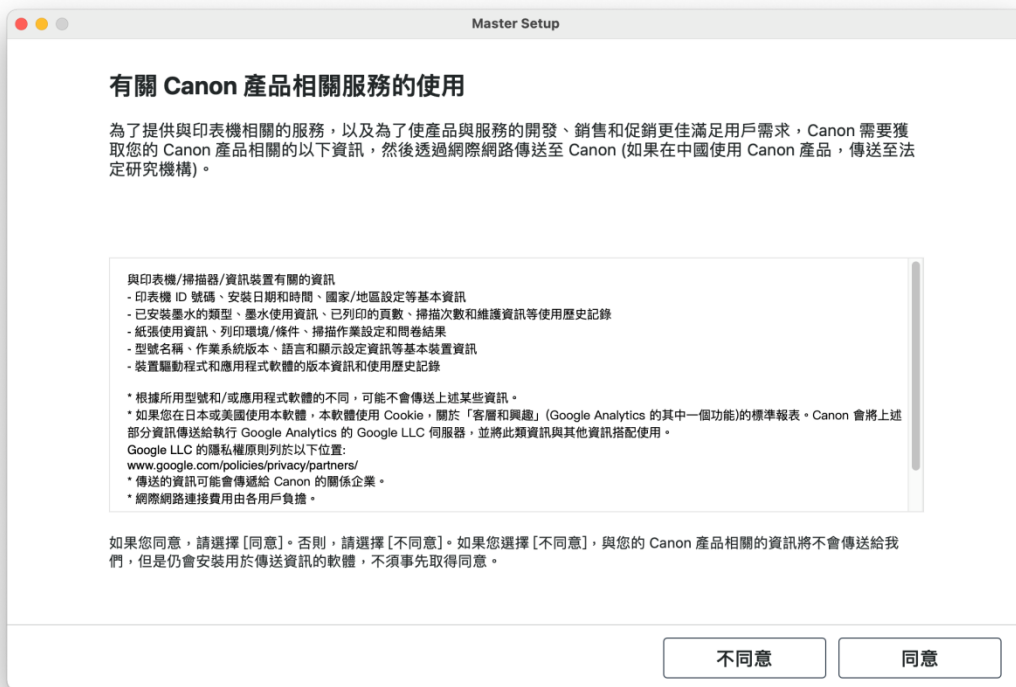 Master Setup
有關 Canon 產品相關服務的使用
為了提供與印表機相關的服務，以及為了使產品與服務的開發、銷售和促銷更佳滿足用戶需求，Canon 需要獲
取您的 Canon 產品相關的以下資訊，然後透過網際網路傳送至 Canon (如果在中國使用 Canon 產品，傳送至法
定研究機構)。
與印表機/掃描器/資訊裝置有關的資訊
- 印表機 ID 號碼、安裝日期和時間、國家/地區設定等基本資訊
- 已安裝墨水的類型、墨水使用資訊、已列印的頁數、掃描次數和維護資訊等使用歷史記錄
- 紙張使用資訊、列印環境/條件、掃描作業設定和問卷結果
- 型號名稱、作業系統版本、語言和顯示設定資訊等基本裝置資訊
- 裝置驅動程式和應用程式軟體的版本資訊和使用歷史記錄
* 根據所用型號和/或應用程式軟體的不同，可能不會傳送上述某些資訊。
* 如果您在日本或美國使用本軟體，本軟體使用 Cookie，關於「客層和興趣」(Google Analytics 的其中一個功能)的標準報表。Canon 會將上述
部分資訊傳送給執行 Google Analytics 的 Google LLC 伺服器，並將此類資訊與其他資訊搭配使用。
Google LLC 的隱私權原則列於以下位置:
www.google.com/policies/privacy/partners/
* 傳送的資訊可能會傳遞給 Canon 的關係企業。
* 網際網路連接費用由各用戶負擔。
如果您同意，請選擇 [同意]。否則，請選擇 [不同意]。如果您選擇 [不同意]，與您的 Canon 產品相關的資訊將不會傳送給我
們，但是仍會安裝用於傳送資訊的軟體，不須事先取得同意。
不同意
同意